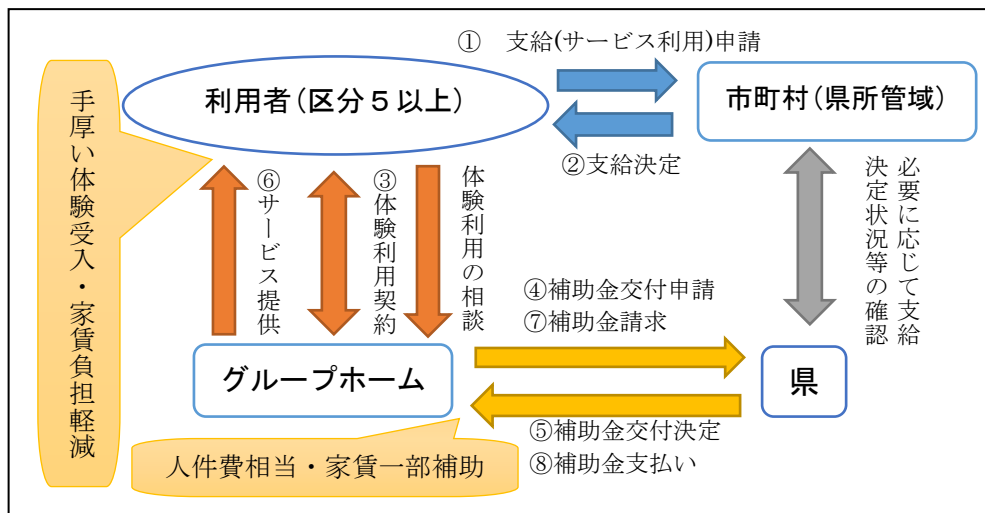 ① 支給(サービス利用)申請
利用者(区分５以上)
市町村(県所管域)
②支給決定
手厚い体験受入・家賃負担軽減
⑥サービス提供
③体験利用契約
体験利用の相談
必要に応じて支給
決定状況等の確認
④補助金交付申請
⑦補助金請求
グループホーム
県
⑤補助金交付決定
⑧補助金支払い
人件費相当・家賃一部補助